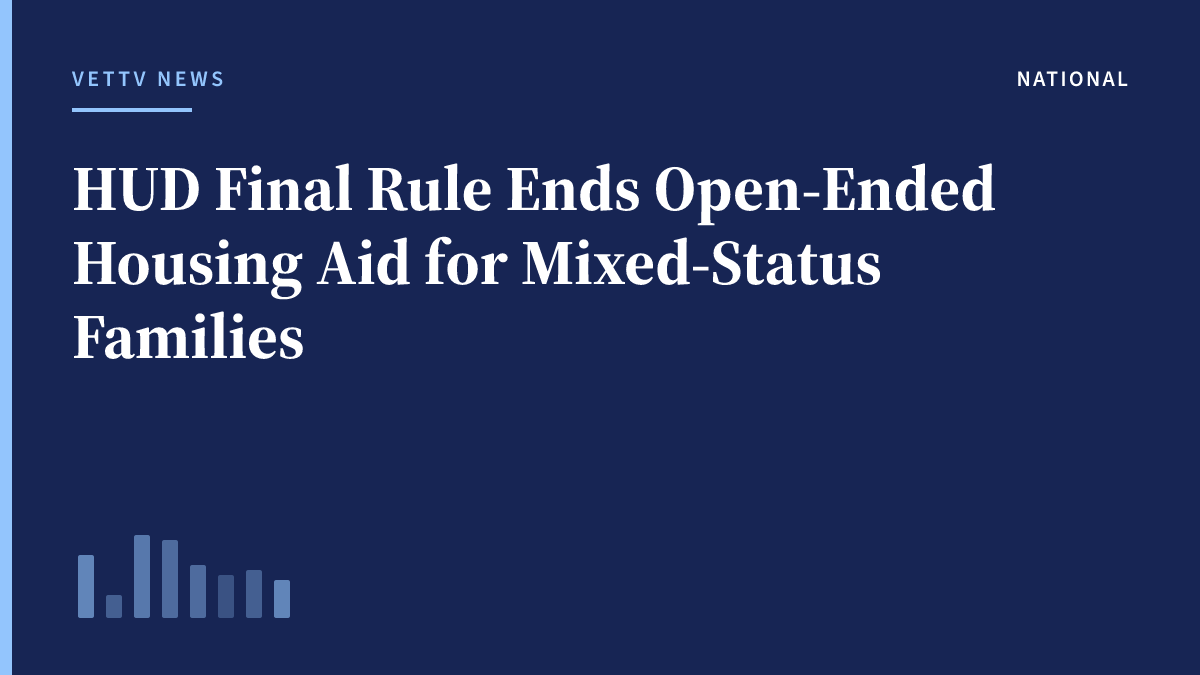 VETTV NEWS
NATIONAL
HUD Final Rule Ends Open-Ended
Housing Aid for Mixed-Status
Families